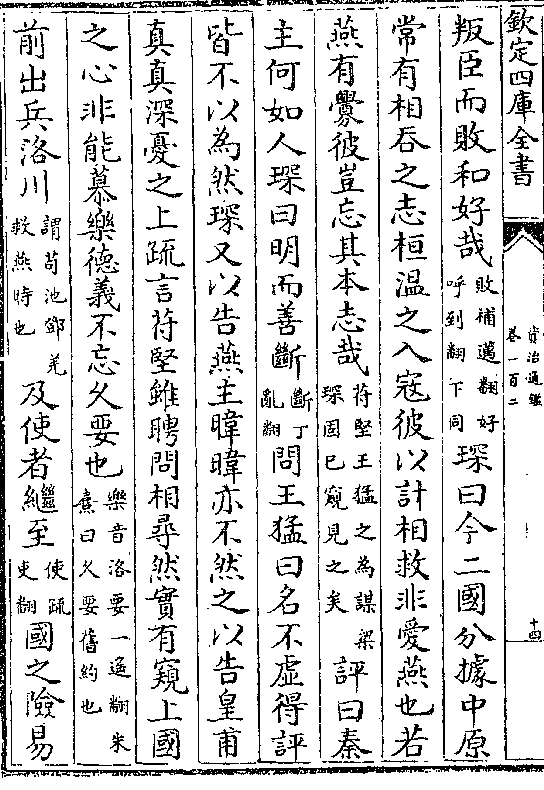 欽定四庫全書
資治通鑑
卷一百二
十四
叛臣而敗和好哉敗補邁翻好呼到翻下同琛曰今二國分據中原
常有相吞之志桓溫之入寇彼以計相救非愛燕也若
燕有釁彼豈忘其本志哉苻堅王猛之為謀梁琛固已窺見之矣評曰秦
主何如人琛曰明而善斷斷丁亂翻問王猛曰名不虛得評
皆不以為然琛又以告燕主暐暐亦不然之以告皇甫
真真深憂之上疏言苻堅雖聘問相尋然實有窺上國
之心非能慕樂德義不忘久要也樂音洛要一遙翻朱熹曰久要舊約也
前出兵洛川謂苟池鄧羌救燕時也及使者繼至使疏吏翻國之險易